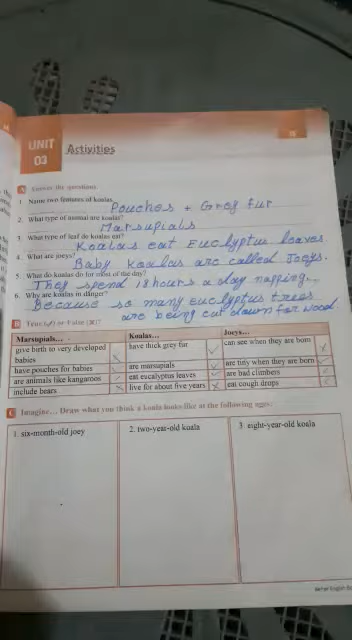 UNIT
03
Activities
A Answer the questions.
1. Name two features of koalas.
Pouches + Grey fur
2. What type of animal are koalas?
Marsupials
3. What type of leaf do koalas eat?
Koalas eat Eucalyptus leaves
4. What are joeys?
Baby koalas are called Joeys.
5. What do koalas do for most of the day?
They spend 18 hours a day napping...
6. Why are koalas in danger?
Because so many eucalyptus trees
are being cut down for wood
B True (✓) or False (✗)?
Marsupials... Koalas... Joeys...
give birth to very developed babies ✗ have thick grey fur ✓ can see when they are born ✗
have pouches for babies ✓ are marsupials ✓ are tiny when they are born ✓
are animals like kangaroos ✓ eat eucalyptus leaves ✓ are bad climbers
include bears ✗ live for about five years ✗ eat cough drops
C Imagine... Draw what you think a koala looks like at the following ages:
1. six-month-old joey 2. two-year-old koala 3. eight-year-old koala